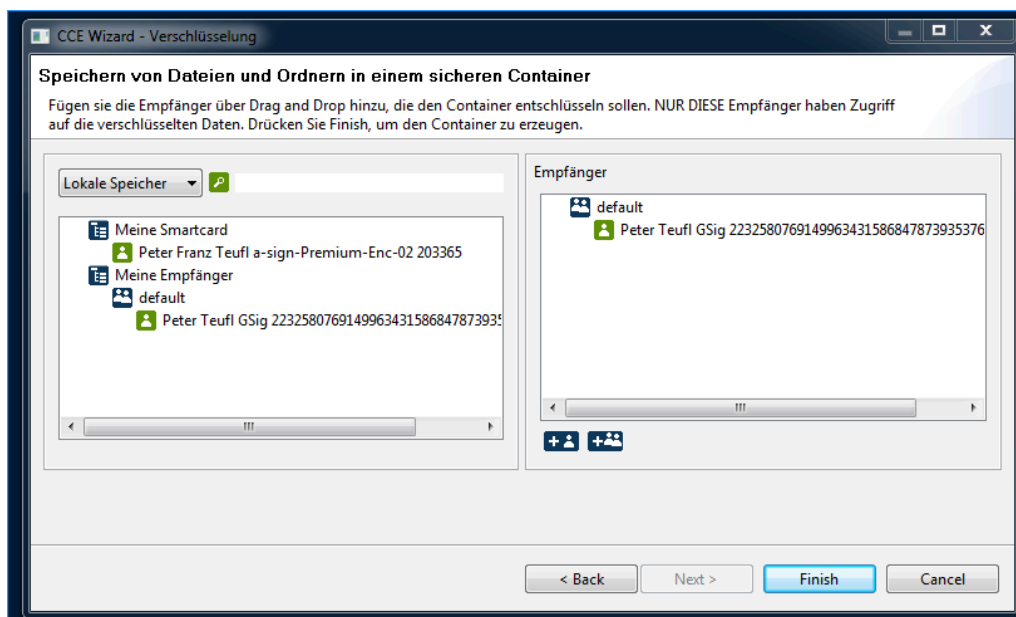 CCE Wizard - Verschlüsselung
Speichern von Dateien und Ordnern in einem sicheren Container
Fügen sie die Empfänger über Drag and Drop hinzu, die den Container entschlüsseln sollen. NUR DIESE Empfänger haben Zugriff
auf die verschlüsselten Daten. Drücken Sie Finish, um den Container zu erzeugen.
Lokale Speicher
Meine Smartcard
Peter Franz Teufl a-sign-Premium-Enc-02 203365
Meine Empfänger
default
Peter Teufl GSig 2232580769149963431586847873935
Empfänger
default
Peter Teufl GSig 2232580769149963431586847873935376
< Back
Next >
Finish
Cancel